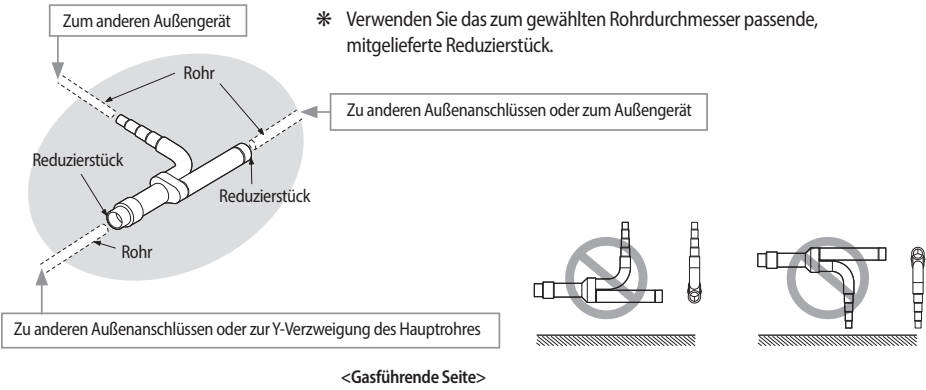 Zum anderen Außengerät
❋ Verwenden Sie das zum gewählten Rohrdurchmesser passende,
mitgelieferte Reduzierstück.
Rohr
Zu anderen Außenanschlüssen oder zum Außengerät
Reduzierstück
Reduzierstück
Rohr
Zu anderen Außenanschlüssen oder zur Y-Verzweigung des Hauptrohres
<Gasführende Seite>